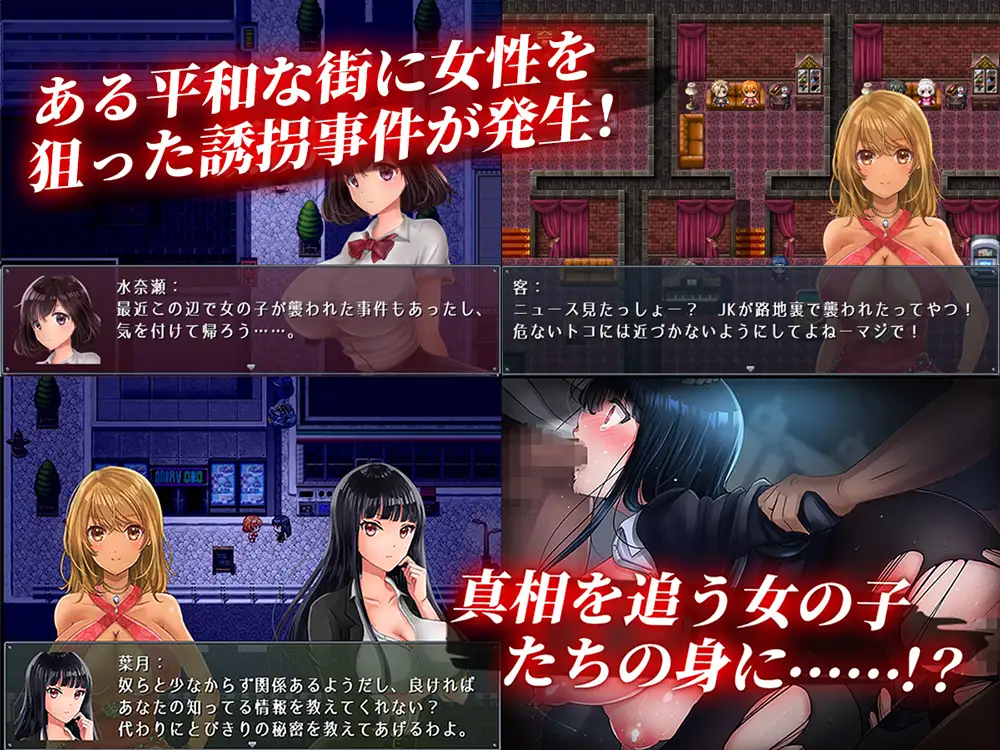 ある平和な街に女性を
狙った誘拐事件が発生!
水奈瀬：
最近この辺で女の子が襲われた事件もあったし、
気を付けて帰ろう……。
客：
ニュース見たっしょー？　JKが路地裏で襲われたってやつ！
危ないトコには近づかないようにしてよねーマジで！
葉月：
奴らと少なからず関係あるようだし、良ければ
あなたの知ってる情報を教えてくれない？
代わりにとびきりの秘密を教えてあげるわよ。
真相を追う女の子
たちの身に……!？